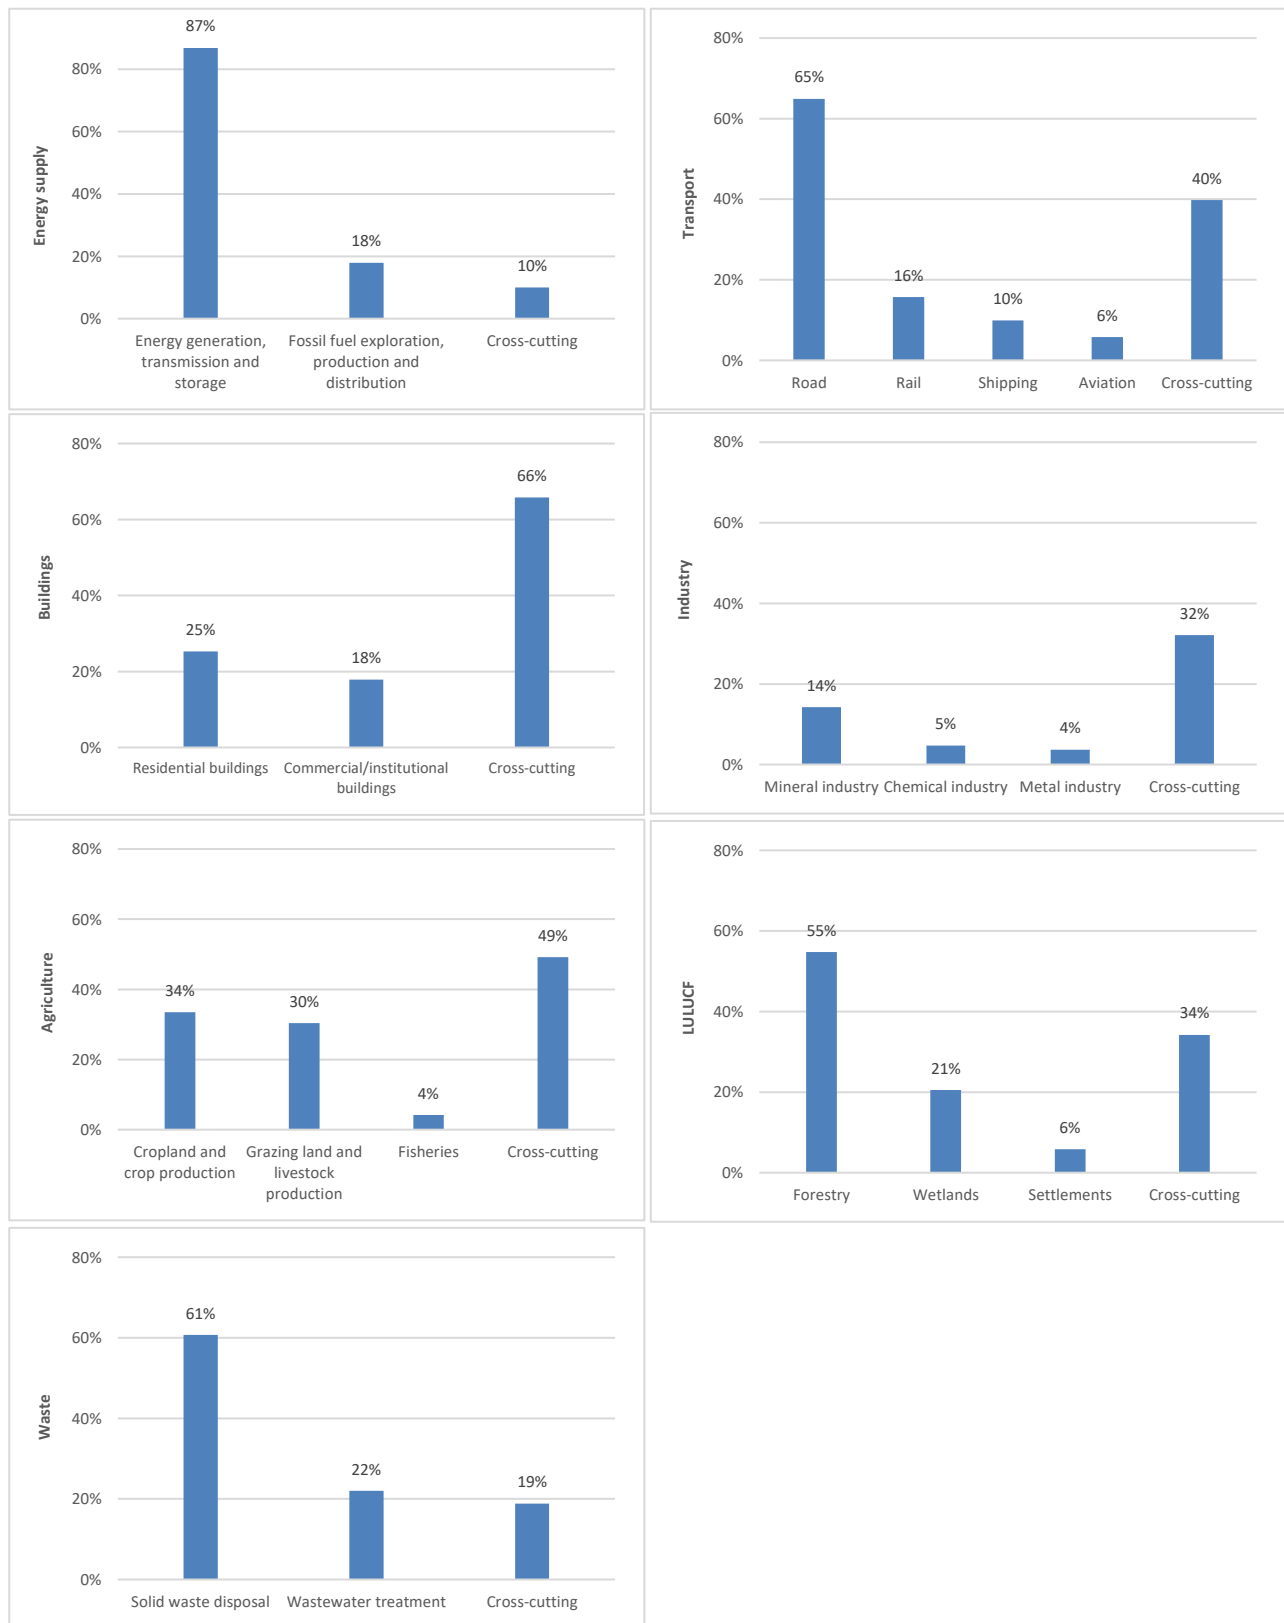 87%
80%
60%
40%
20%
0%
18%
10%
Energy supply
Energy generation,
transmission and
storage
Fossil fuel exploration,
production and
distribution
Cross-cutting
80%
60%
40%
20%
0%
65%
16%
10%
6%
40%
Transport
Road
Rail
Shipping
Aviation
Cross-cutting
80%
60%
40%
20%
0%
25%
18%
66%
Buildings
Residential buildings
Commercial/institutional
buildings
Cross-cutting
80%
60%
40%
20%
0%
14%
5%
4%
32%
Industry
Mineral industry
Chemical industry
Metal industry
Cross-cutting
80%
60%
40%
20%
0%
34%
30%
4%
49%
Agriculture
Cropland and
crop production
Grazing land and
livestock
production
Fisheries
Cross-cutting
80%
60%
40%
20%
0%
55%
21%
6%
34%
LULUCF
Forestry
Wetlands
Settlements
Cross-cutting
80%
60%
40%
20%
0%
61%
22%
19%
Waste
Solid waste disposal
Wastewater treatment
Cross-cutting